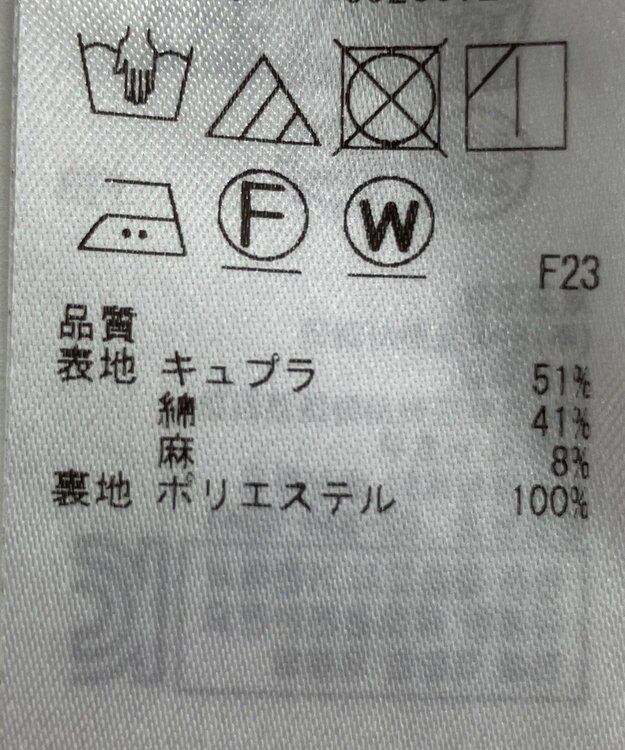 F W
F23
品質
表地 キュプラ 51%
綿 41%
麻 8%
裏地 ポリエステル 100%